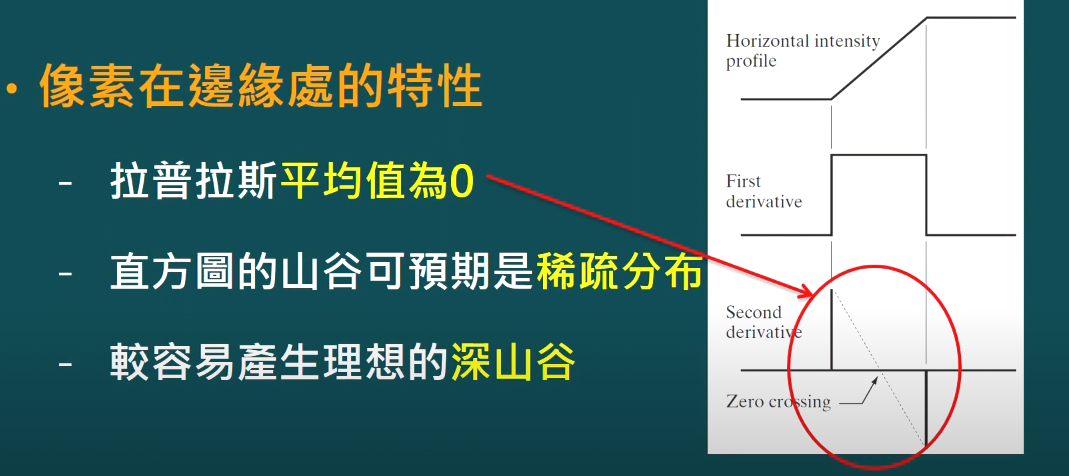 • 像素在邊緣處的特性
- 拉普拉斯平均值為0
- 直方圖的山谷可預期是稀疏分布
- 較容易產生理想的深山谷
Horizontal intensity
profile
First
derivative
Second
derivative
Zero crossing